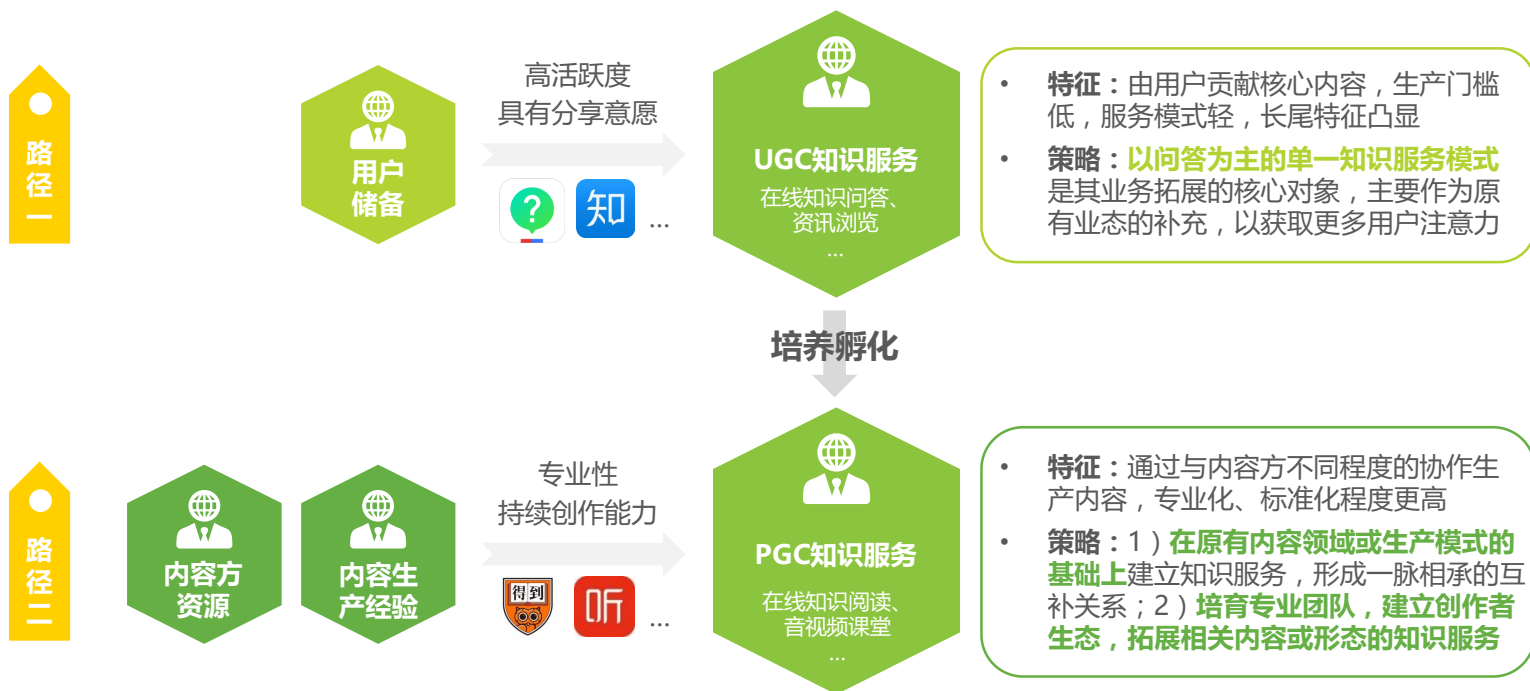 路径一
用户
储备
高活跃度
具有分享意愿
?
知
...
UGC知识服务
在线知识问答、
资讯浏览
...
• 特征：由用户贡献核心内容，生产门槛
低，服务模式轻，长尾特征凸显
• 策略：以问答为主的单一知识服务模式
是其业务拓展的核心对象，主要作为原
有业态的补充，以获取更多用户注意力
培养孵化
路径二
内容方
资源
内容生
产经验
专业性
持续创作能力
得到
听
...
PGC知识服务
在线知识阅读、
音视频课堂
...
• 特征：通过与内容方不同程度的协作生
产内容，专业化、标准化程度更高
• 策略：1）在原有内容领域或生产模式的
基础上建立知识服务，形成一脉相承的互
补关系；2）培育专业团队，建立创作者
生态，拓展相关内容或形态的知识服务